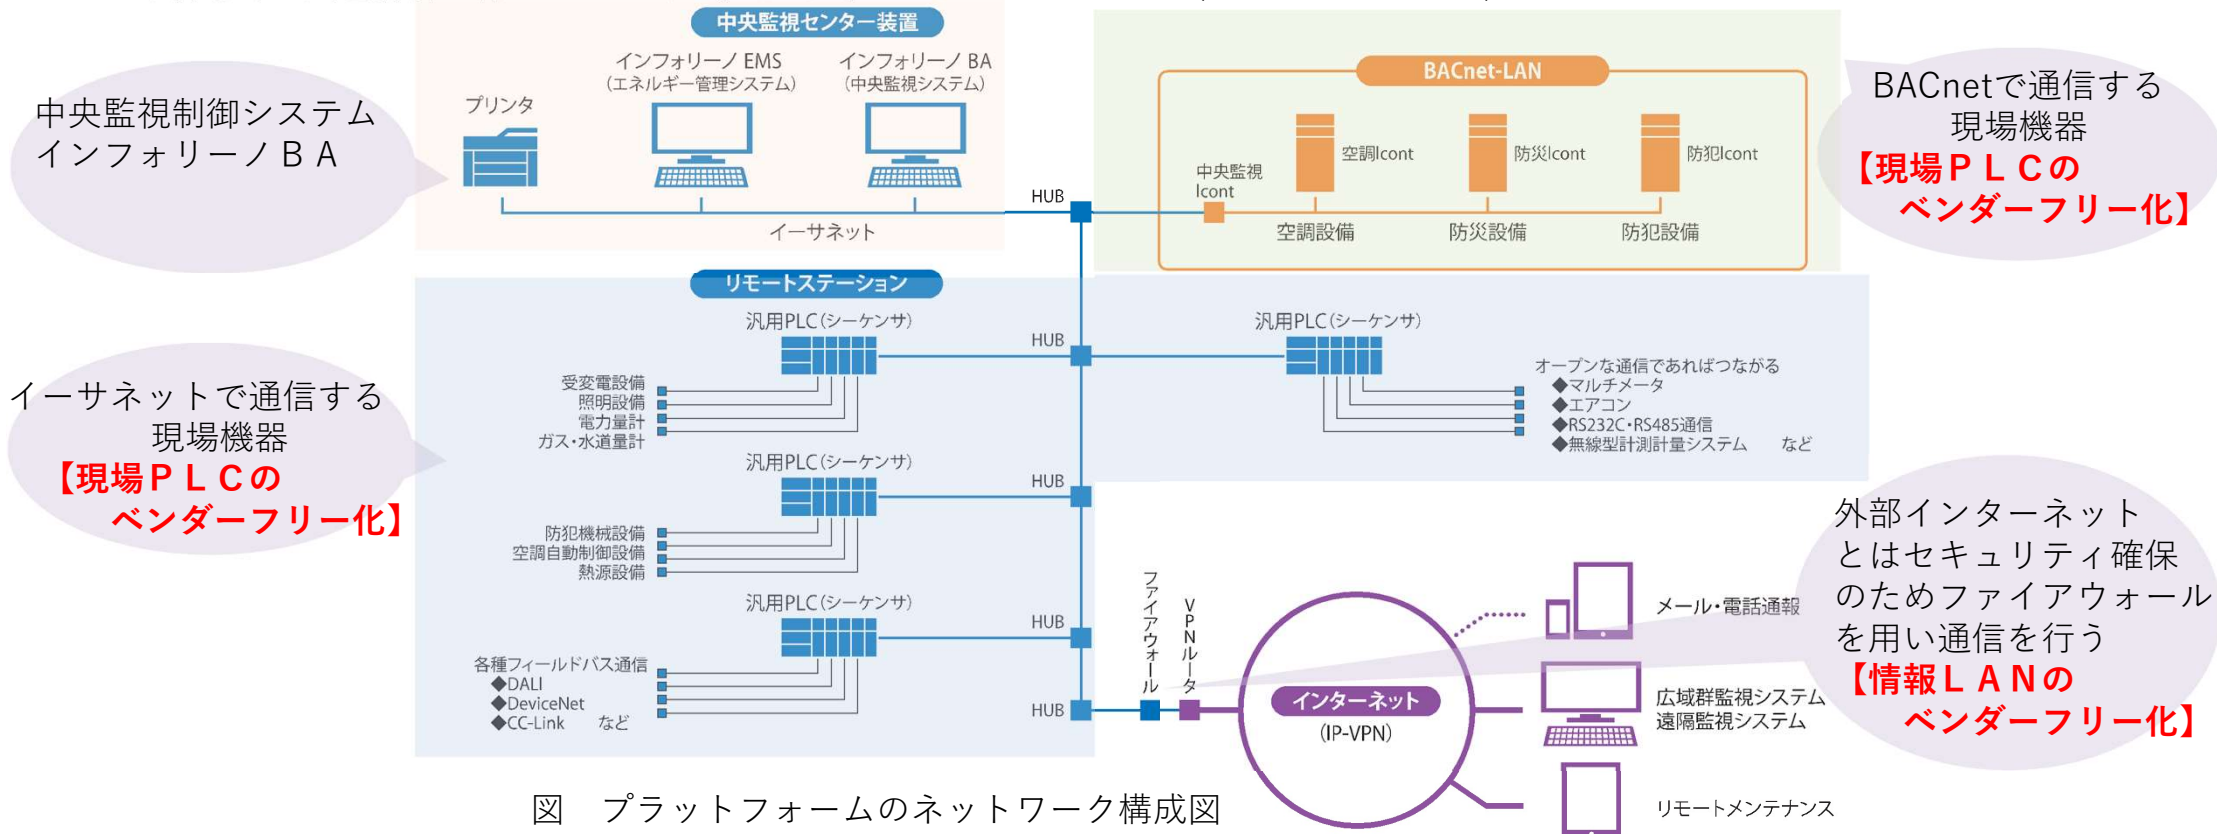 中央監視センター装置
インフォリーノ EMS
(エネルギー管理システム)
インフォリーノ BA
(中央監視システム)
プリンタ
イーサネット
HUB
中央監視制御システム
インフォリーノＢＡ
BACnet-LAN
中央監視
Icont
空調Icont
防災Icont
防犯Icont
空調設備
防災設備
防犯設備
BACnetで通信する
現場機器
【現場ＰＬＣの
ベンダーフリー化】
リモートステーション
汎用PLC(シーケンサ)
HUB
受変電設備
照明設備
電力量計
ガス・水道量計
汎用PLC(シーケンサ)
オープンな通信であればつながる
◆マルチメータ
◆エアコン
◆RS232C・RS485通信
◆無線型計測計量システム　など
イーサネットで通信する
現場機器
【現場ＰＬＣの
ベンダーフリー化】
汎用PLC(シーケンサ)
HUB
防犯機械設備
空調自動制御設備
熱源設備
汎用PLC(シーケンサ)
HUB
各種フィールドバス通信
◆DALI
◆DeviceNet
◆CC-Link　など
HUB
ファイアウォール
VPNルータ
インターネット
(IP-VPN)
メール・電話通報
広域群監視システム
遠隔監視システム
リモートメンテナンス
外部インターネット
とはセキュリティ確保
のためファイアウォール
を用い通信を行う
【情報ＬＡＮの
ベンダーフリー化】
図　プラットフォームのネットワーク構成図